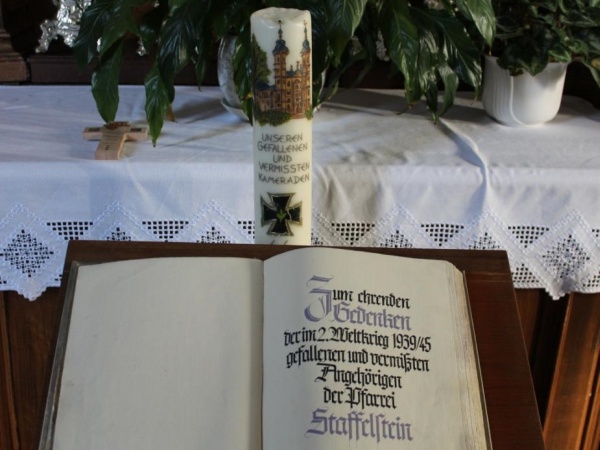 UNSEREN
GEFALLENEN
UND
VERMISSTEN
KAMERADEN
Zum ehrenden
Gedenken
der im 2. Weltkrieg 1939/45
gefallenen und vermißten
Angehörigen
der Pfarrei
Staffelstein